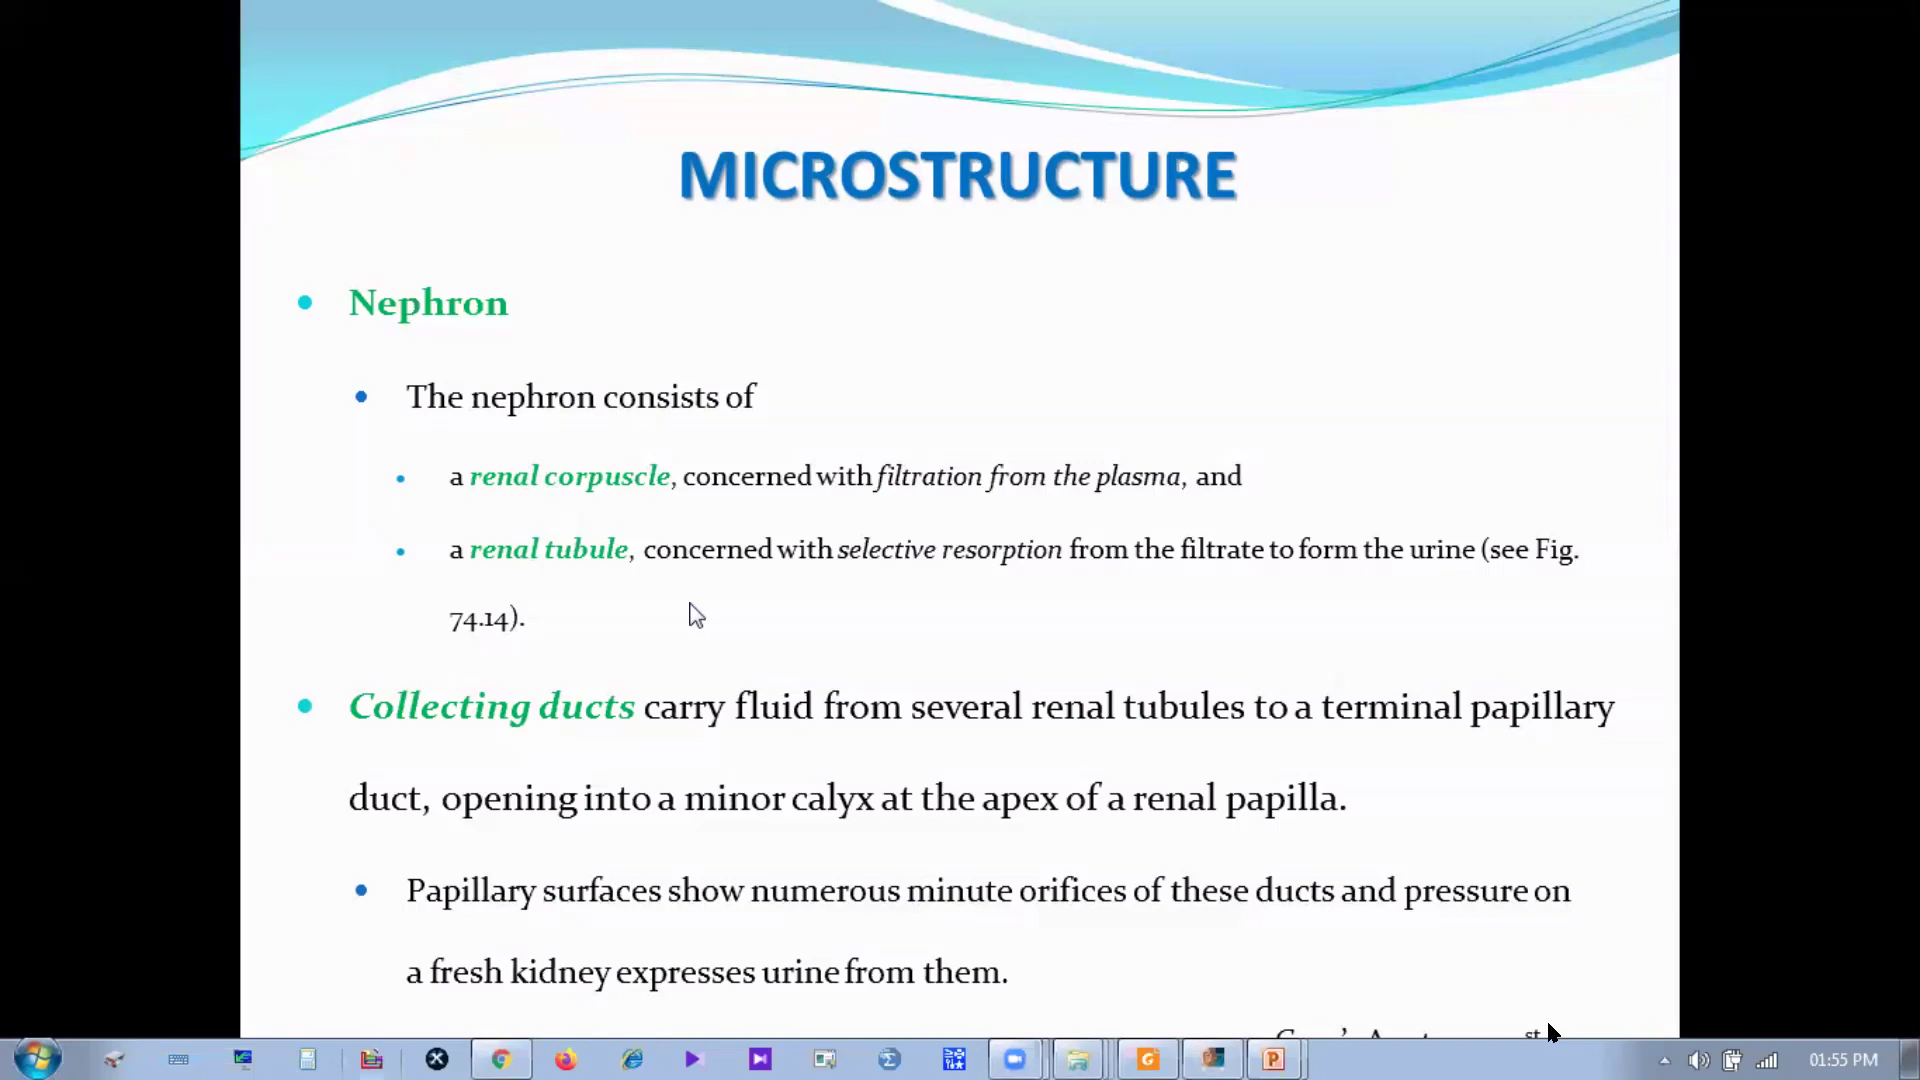 MICROSTRUCTURE
Nephron
The nephron consists of
a renal corpuscle, concerned with filtration from the plasma, and
a renal tubule, concerned with selective resorption from the filtrate to form the urine (see Fig.
74.14).
Collecting ducts carry fluid from several renal tubules to a terminal papillary
duct, opening into a minor calyx at the apex of a renal papilla.
Papillary surfaces show numerous minute orifices of these ducts and pressure on
a fresh kidney expresses urine from them.
st
01:55 PM